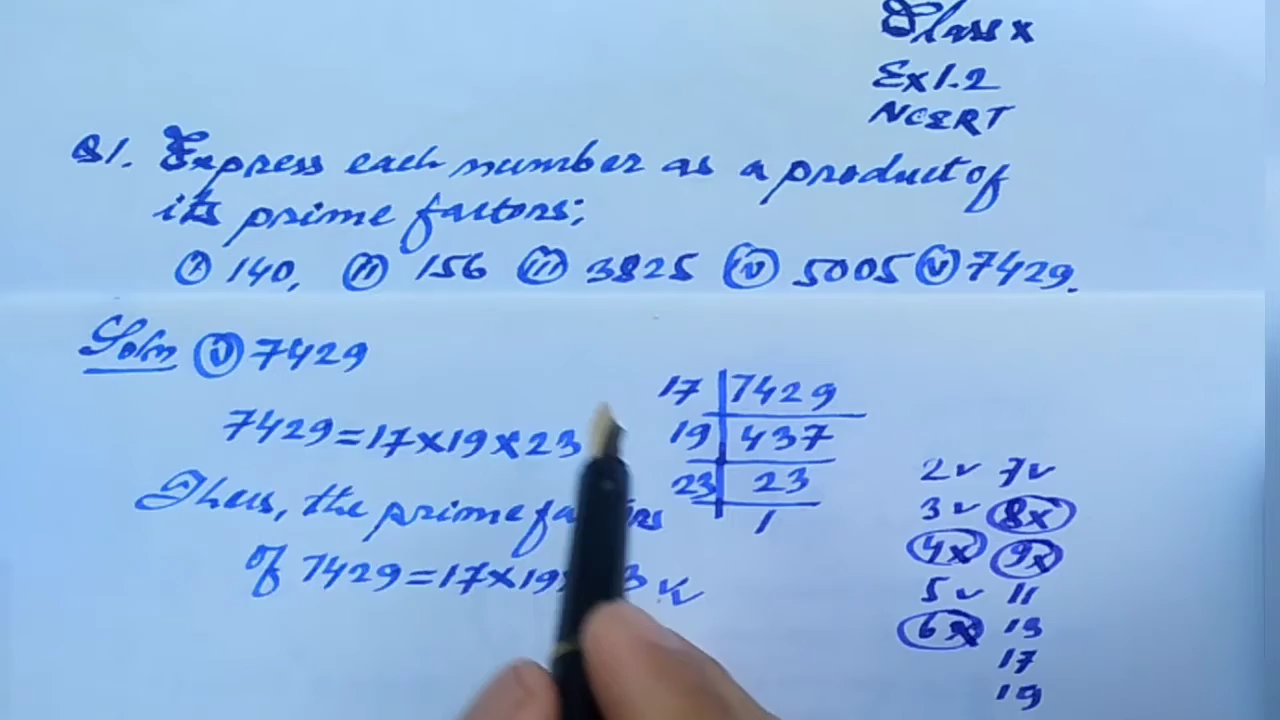 Class x
Ex 1.2
NCERT
Q1. Express each number as a product of
its prime factors;
(i) 140, (ii) 156 (iii) 3825 (iv) 5005 (v) 7429.
Soln (v) 7429
7429=17×19×23
Thus, the prime
of 7429=17×19
17 7429
19 437
23 23
1
2✓ 7✓
3✓ 8×
4× 9×
5✓ 11
6× 13
17
19